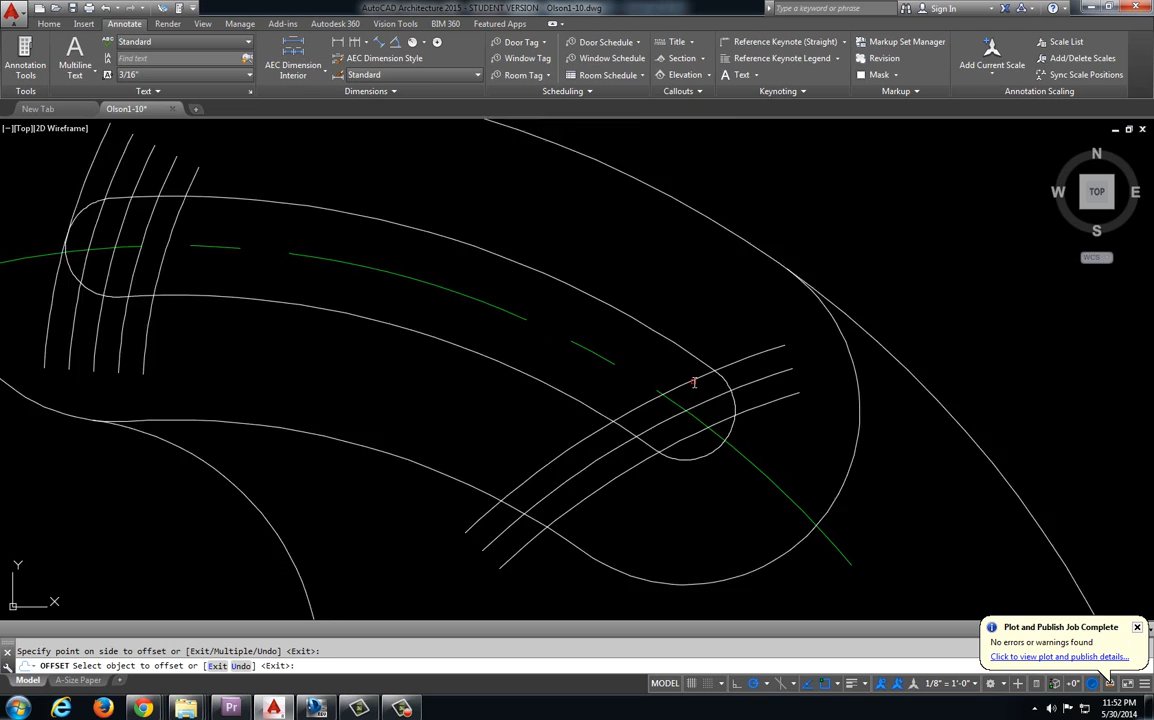 AutoCAD Architecture 2015 - STUDENT VERSION Olson1-10.dwg
Type a keyword or phrase
Sign In
Home Insert Annotate Render View Manage Add-ins Autodesk 360 Vision Tools BIM 360 Featured Apps
Annotation Tools
Tools
Multiline Text
Standard
Find text
3/16"
Text
AEC Dimension Interior
AEC Dimension Style
Standard
Dimensions
Door Tag
Window Tag
Room Tag
Door Schedule
Window Schedule
Room Schedule
Scheduling
Title
Section
Elevation
Callouts
Reference Keynote (Straight)
Reference Keynote Legend
Text
Keynoting
Markup Set Manager
Revision
Mask
Markup
Add Current Scale
Scale List
Add/Delete Scales
Sync Scale Positions
Annotation Scaling
New Tab
Olson1-10*
[−][Top][2D Wireframe]
N
W TOP E
S
WCS
Y
X
Plot and Publish Job Complete
No errors or warnings found
Click to view plot and publish details...
Specify point on side to offset or [Exit/Multiple/Undo] <Exit>:
OFFSET Select object to offset or [Exit Undo] <Exit>:
Model A-Size Paper
MODEL
1/8" = 1'-0"
+0"
11:52 PM
5/30/2014